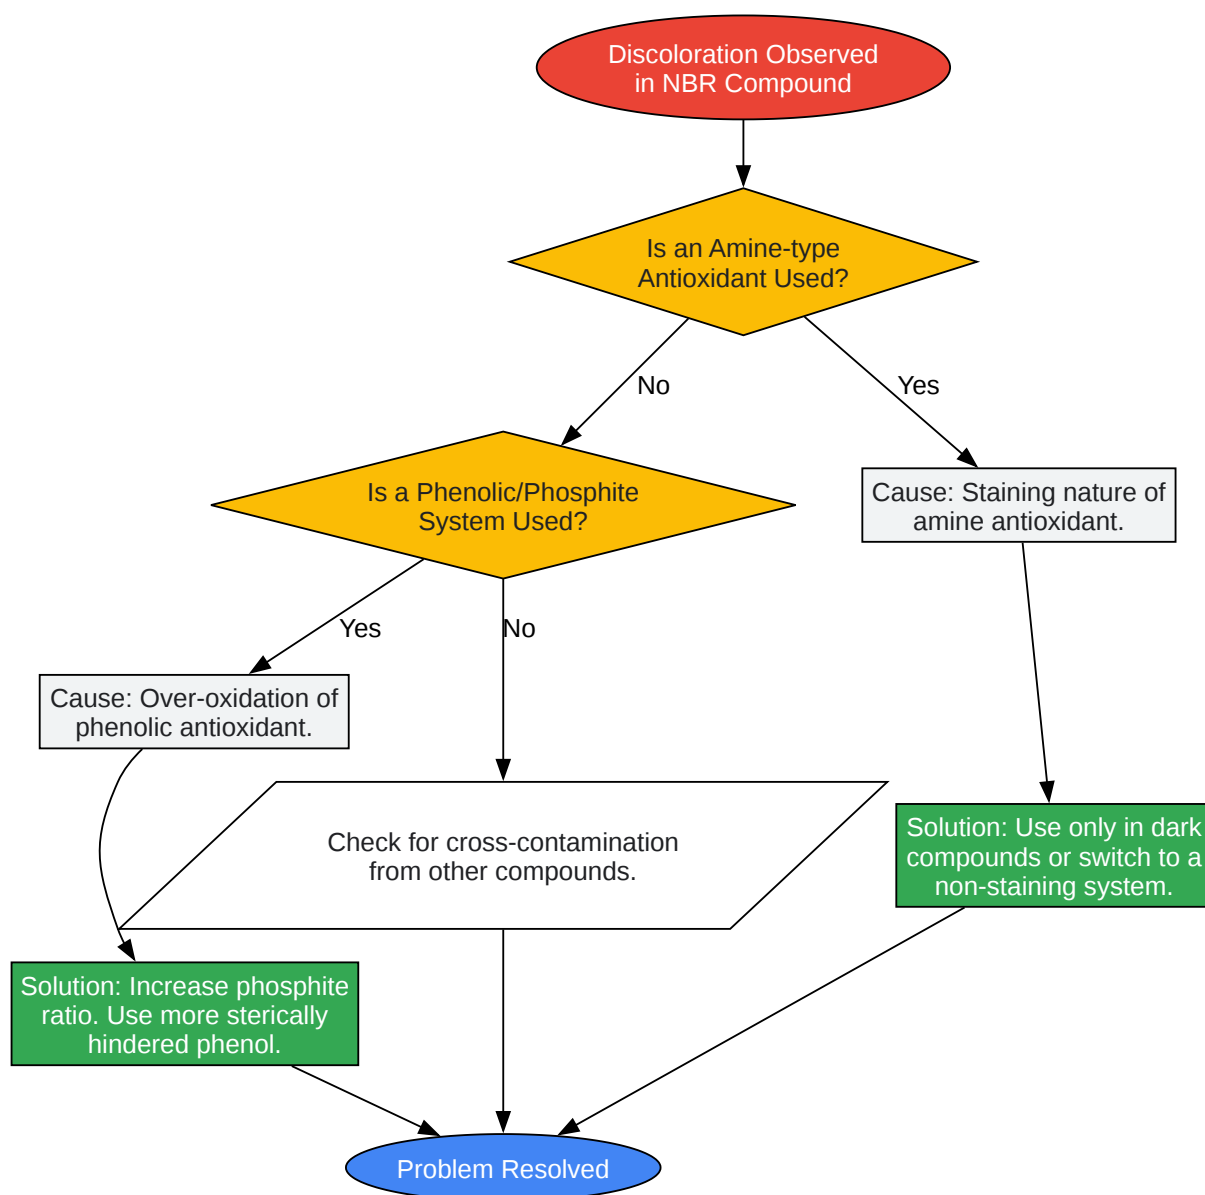 Discoloration Observed
in NBR Compound
Is an Amine-type
Antioxidant Used?
No
Yes
Is a Phenolic/Phosphite
System Used?
Cause: Staining nature of
amine antioxidant.
Yes
No
Cause: Over-oxidation of
phenolic antioxidant.
Check for cross-contamination
from other compounds.
Solution: Use only in dark
compounds or switch to a
non-staining system.
Solution: Increase phosphite
ratio. Use more sterically
hindered phenol.
Problem Resolved